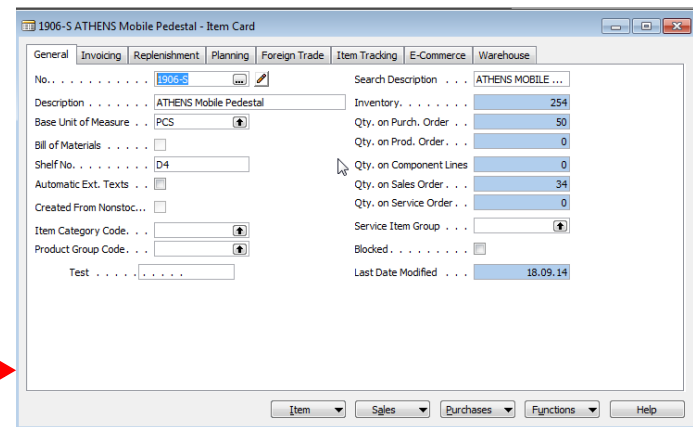 1906-S ATHENS Mobile Pedestal - Item Card
General Invoicing Replenishment Planning Foreign Trade Item Tracking E-Commerce Warehouse
No.. . . . . . . . . . . 1906-S ... Search Description . . . ATHENS MOBILE ...
Description . . . . . . . ATHENS Mobile Pedestal Inventory. . . . . . . . 254
Base Unit of Measure . . PCS Qty. on Purch. Order . . 50
Bill of Materials . . . . . Qty. on Prod. Order. . . 0
Shelf No. . . . . . . . . D4 Qty. on Component Lines 0
Automatic Ext. Texts . . Qty. on Sales Order. . . 34
Created From Nonstoc... Qty. on Service Order. . 0
Item Category Code. . . Service Item Group . . .
Product Group Code. . . Blocked. . . . . . . . .
Test . . . . . . . . . . Last Date Modified . . . 18.09.14
Item Sales Purchases Functions Help